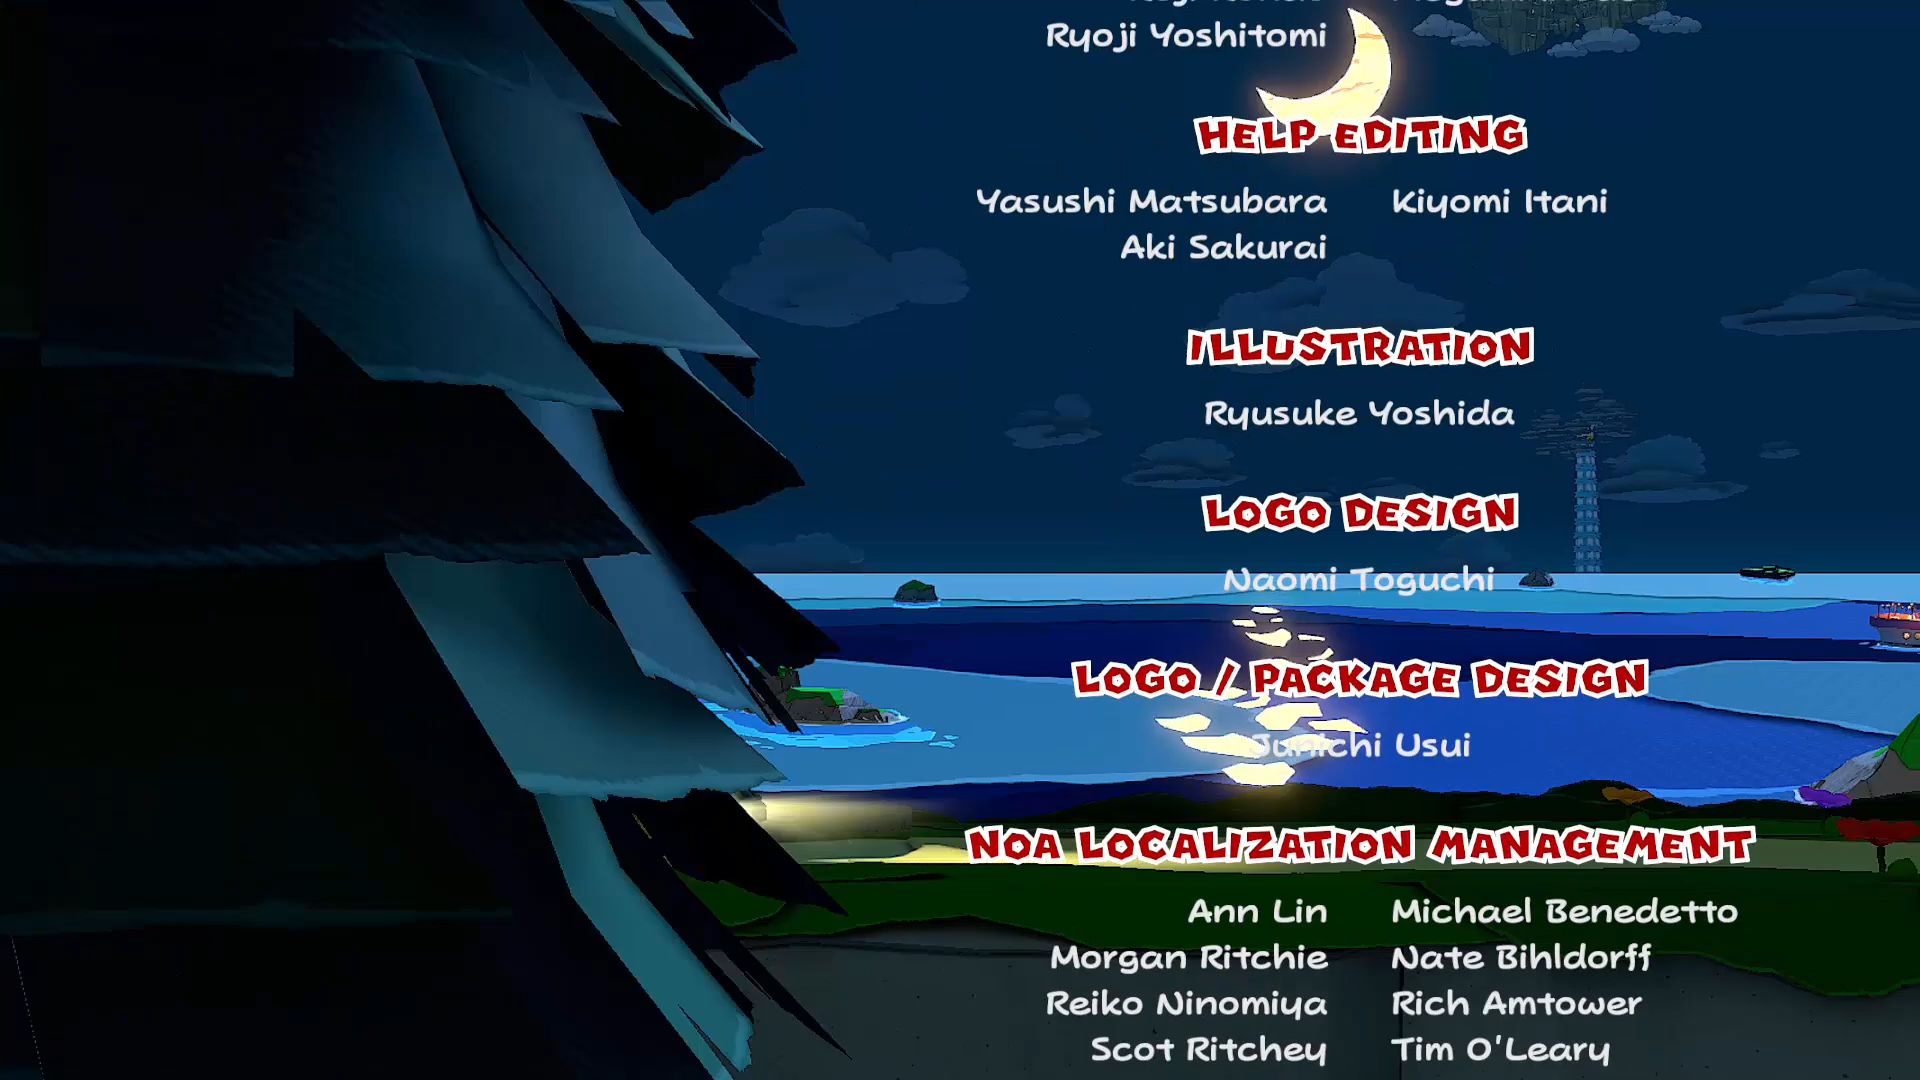 Ryoji Yoshitomi
HELP EDITING
Yasushi Matsubara Kiyomi Itani
Aki Sakurai
ILLUSTRATION
Ryusuke Yoshida
LOGO DESIGN
Naomi Toguchi
LOGO / PACKAGE DESIGN
Junichi Usui
NOA LOCALIZATION MANAGEMENT
Ann Lin Michael Benedetto
Morgan Ritchie Nate Bihldorff
Reiko Ninomiya Rich Amtower
Scot Ritchey Tim O'Leary